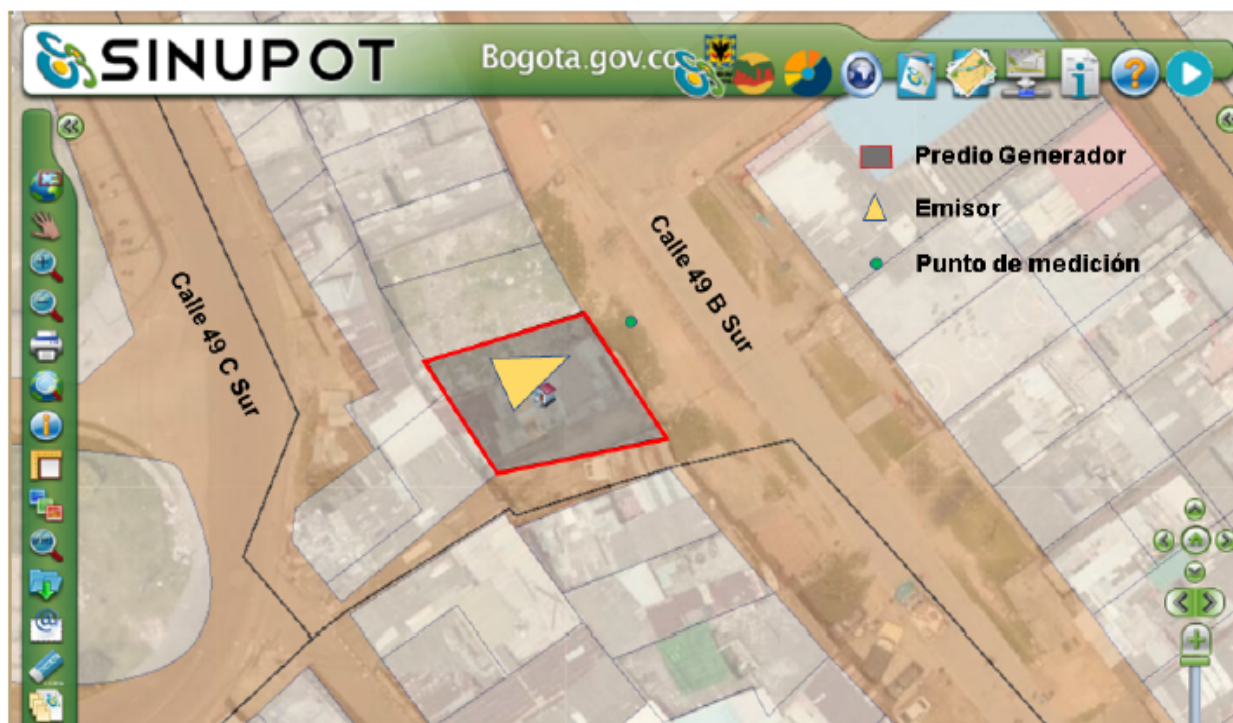 SINUPOT
Bogota.gov.co
Predio Generador
Emisor
Punto de medición
Calle 49 B Sur
Calle 49 C Sur